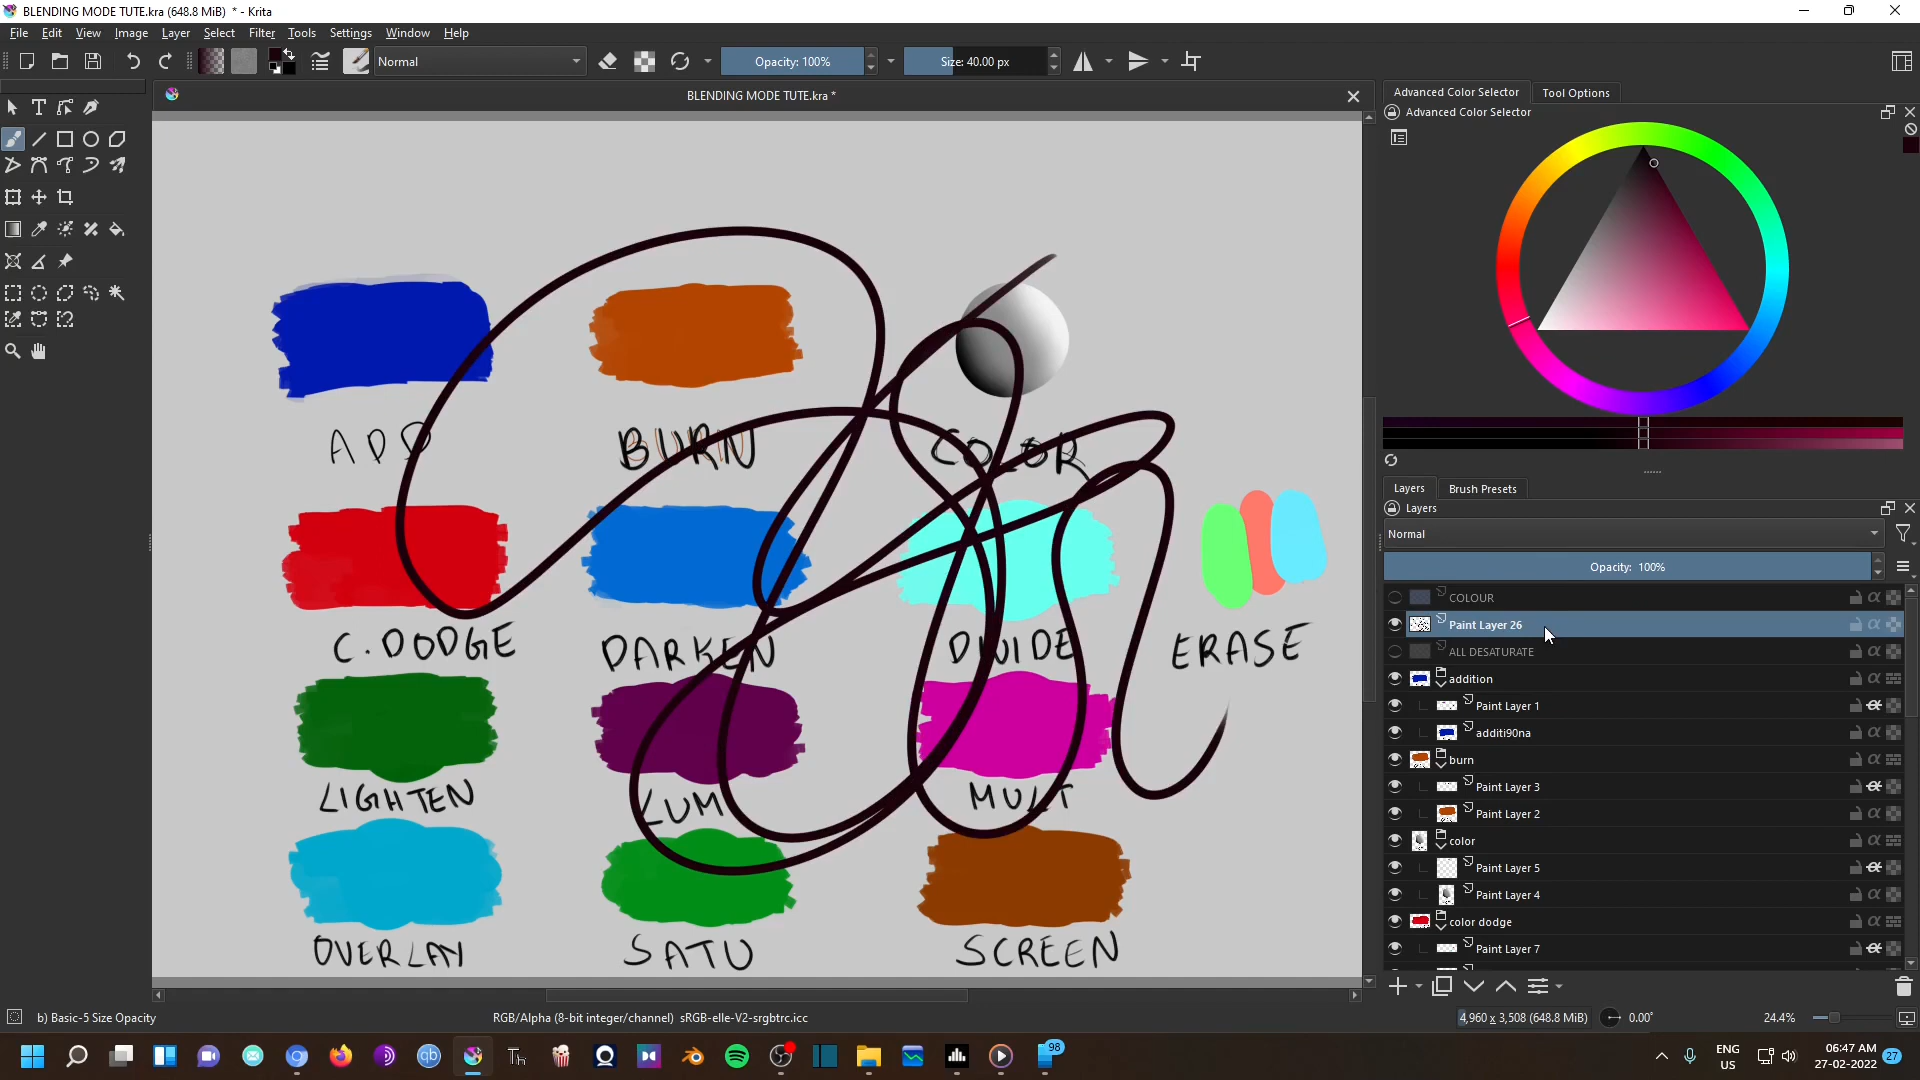 BLENDING MODE TUTE.kra (648.8 MiB) * - Krita
File Edit View Image Layer Select Filter Tools Settings Window Help
Normal
Opacity: 100%
Size: 40.00 px
BLENDING MODE TUTE.kra *
Advanced Color Selector
Tool Options
Advanced Color Selector
ADD
BURN
COLOR
C.DODGE
DARKEN
DIVIDE
ERASE
LIGHTEN
LUM
MULT
OVERLAY
SATU
SCREEN
Layers
Brush Presets
Layers
Normal
Opacity: 100%
COLOUR
Paint Layer 26
ALL DESATURATE
addition
Paint Layer 1
additi90na
burn
Paint Layer 3
Paint Layer 2
color
Paint Layer 5
Paint Layer 4
color dodge
Paint Layer 7
b) Basic-5 Size Opacity
RGB/Alpha (8-bit integer/channel) sRGB-elle-V2-srgbtrc.icc
4,960 x 3,508 (648.8 MiB)
0.00°
24.4%
qb
Th
98
ENG
US
06:47 AM
27-02-2022
27